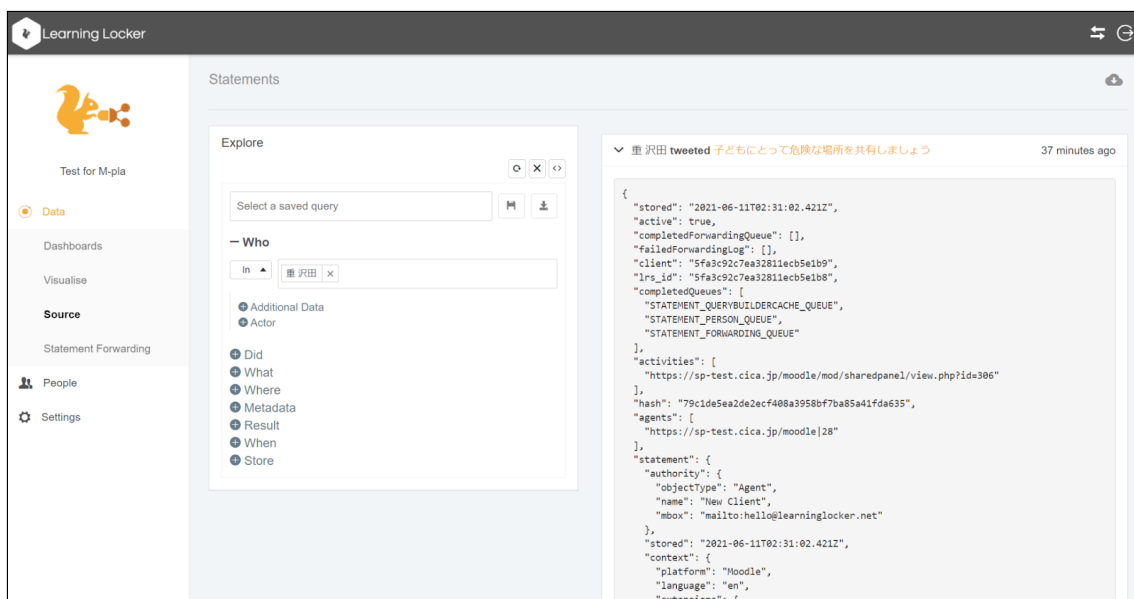 Learning Locker
Test for M-pla
Data
Dashboards
Visualise
Source
Statement Forwarding
People
Settings
Statements
Explore
Select a saved query
Who
In
重 沢田
Additional Data
Actor
Did
What
Where
Metadata
Result
When
Store
重 沢田 tweeted 子どもにとって危険な場所を共有しましょう 37 minutes ago
{
"stored": "2021-06-11T02:31:02.421Z",
"active": true,
"completedForwardingQueue": [],
"failedForwardingLog": [],
"client": "5fa3c92c7ea32811ecb5e1b9",
"lrs_id": "5fa3c92c7ea32811ecb5e1b8",
"completedQueues": [
"STATEMENT_QUERYBUILDERCACHE_QUEUE",
"STATEMENT_PERSON_QUEUE",
"STATEMENT_FORWARDING_QUEUE"
],
"activities": [
"https://sp-test.cica.jp/moodle/mod/sharedpanel/view.php?id=306"
],
"hash": "79c1de5ea2de2ecf408a3958bf7ba85a41fda635",
"agents": [
"https://sp-test.cica.jp/moodle|28"
],
"statement": {
"authority": {
"objectType": "Agent",
"name": "New Client",
"mbox": "mailto:hello@learninglocker.net"
},
"stored": "2021-06-11T02:31:02.421Z",
"context": {
"platform": "Moodle",
"language": "en",
"extensions": {